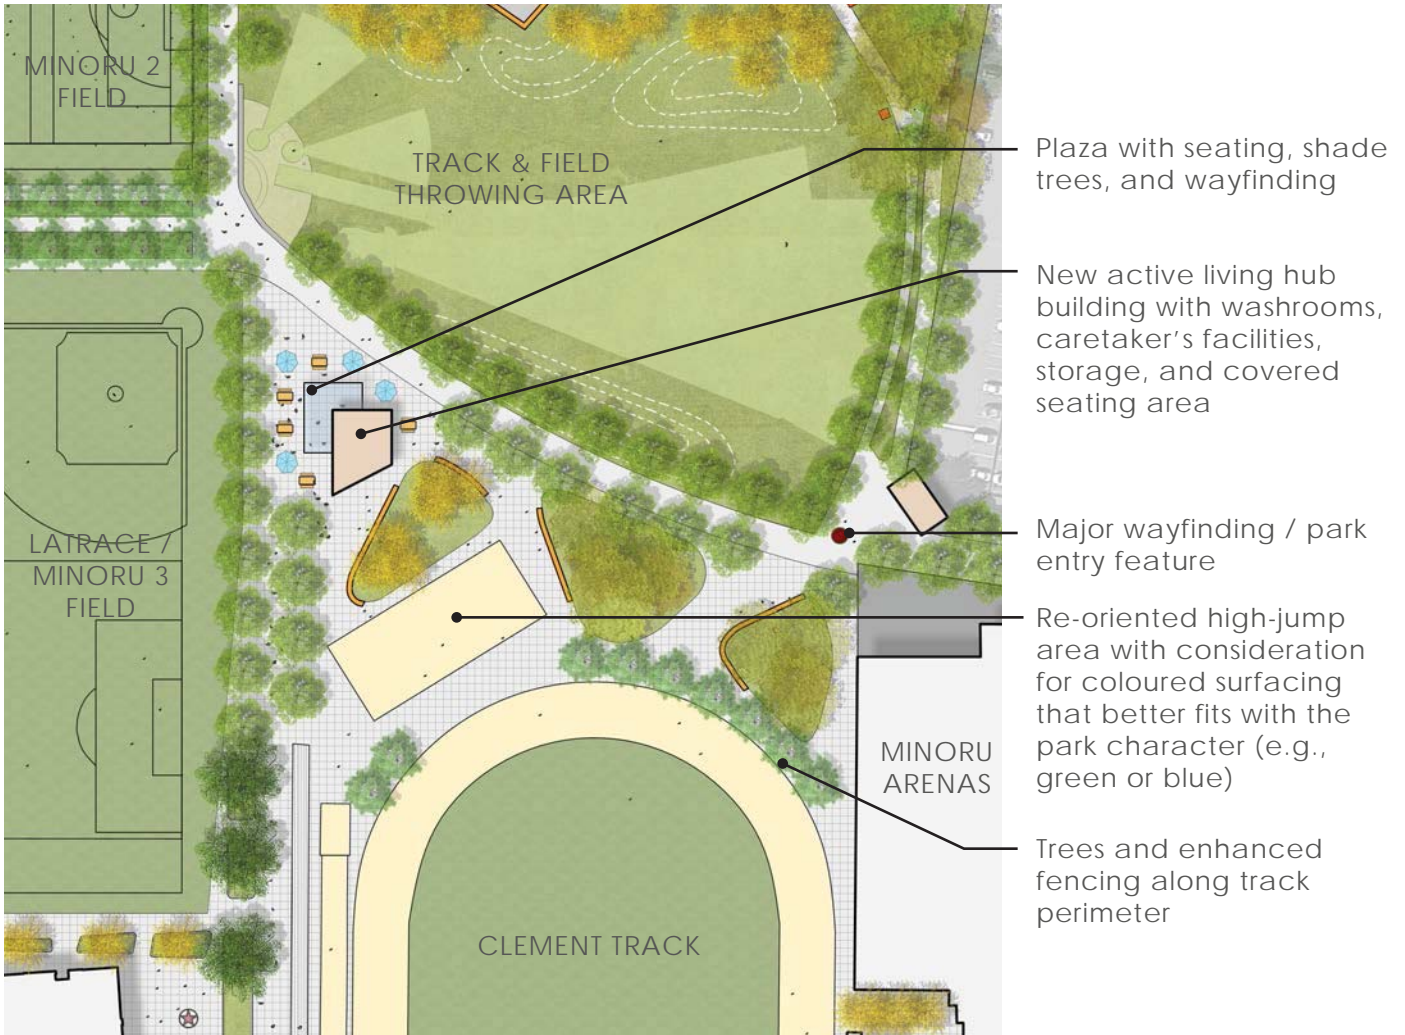 MINORU 2
FIELD
TRACK & FIELD
THROWING AREA
LATRACE /
MINORU 3
FIELD
MINORU
ARENAS
CLEMENT TRACK
Plaza with seating, shade
trees, and wayfinding
New active living hub
building with washrooms,
caretaker's facilities,
storage, and covered
seating area
Major wayfinding / park
entry feature
Re-oriented high-jump
area with consideration
for coloured surfacing
that better fits with the
park character (e.g.,
green or blue)
Trees and enhanced
fencing along track
perimeter